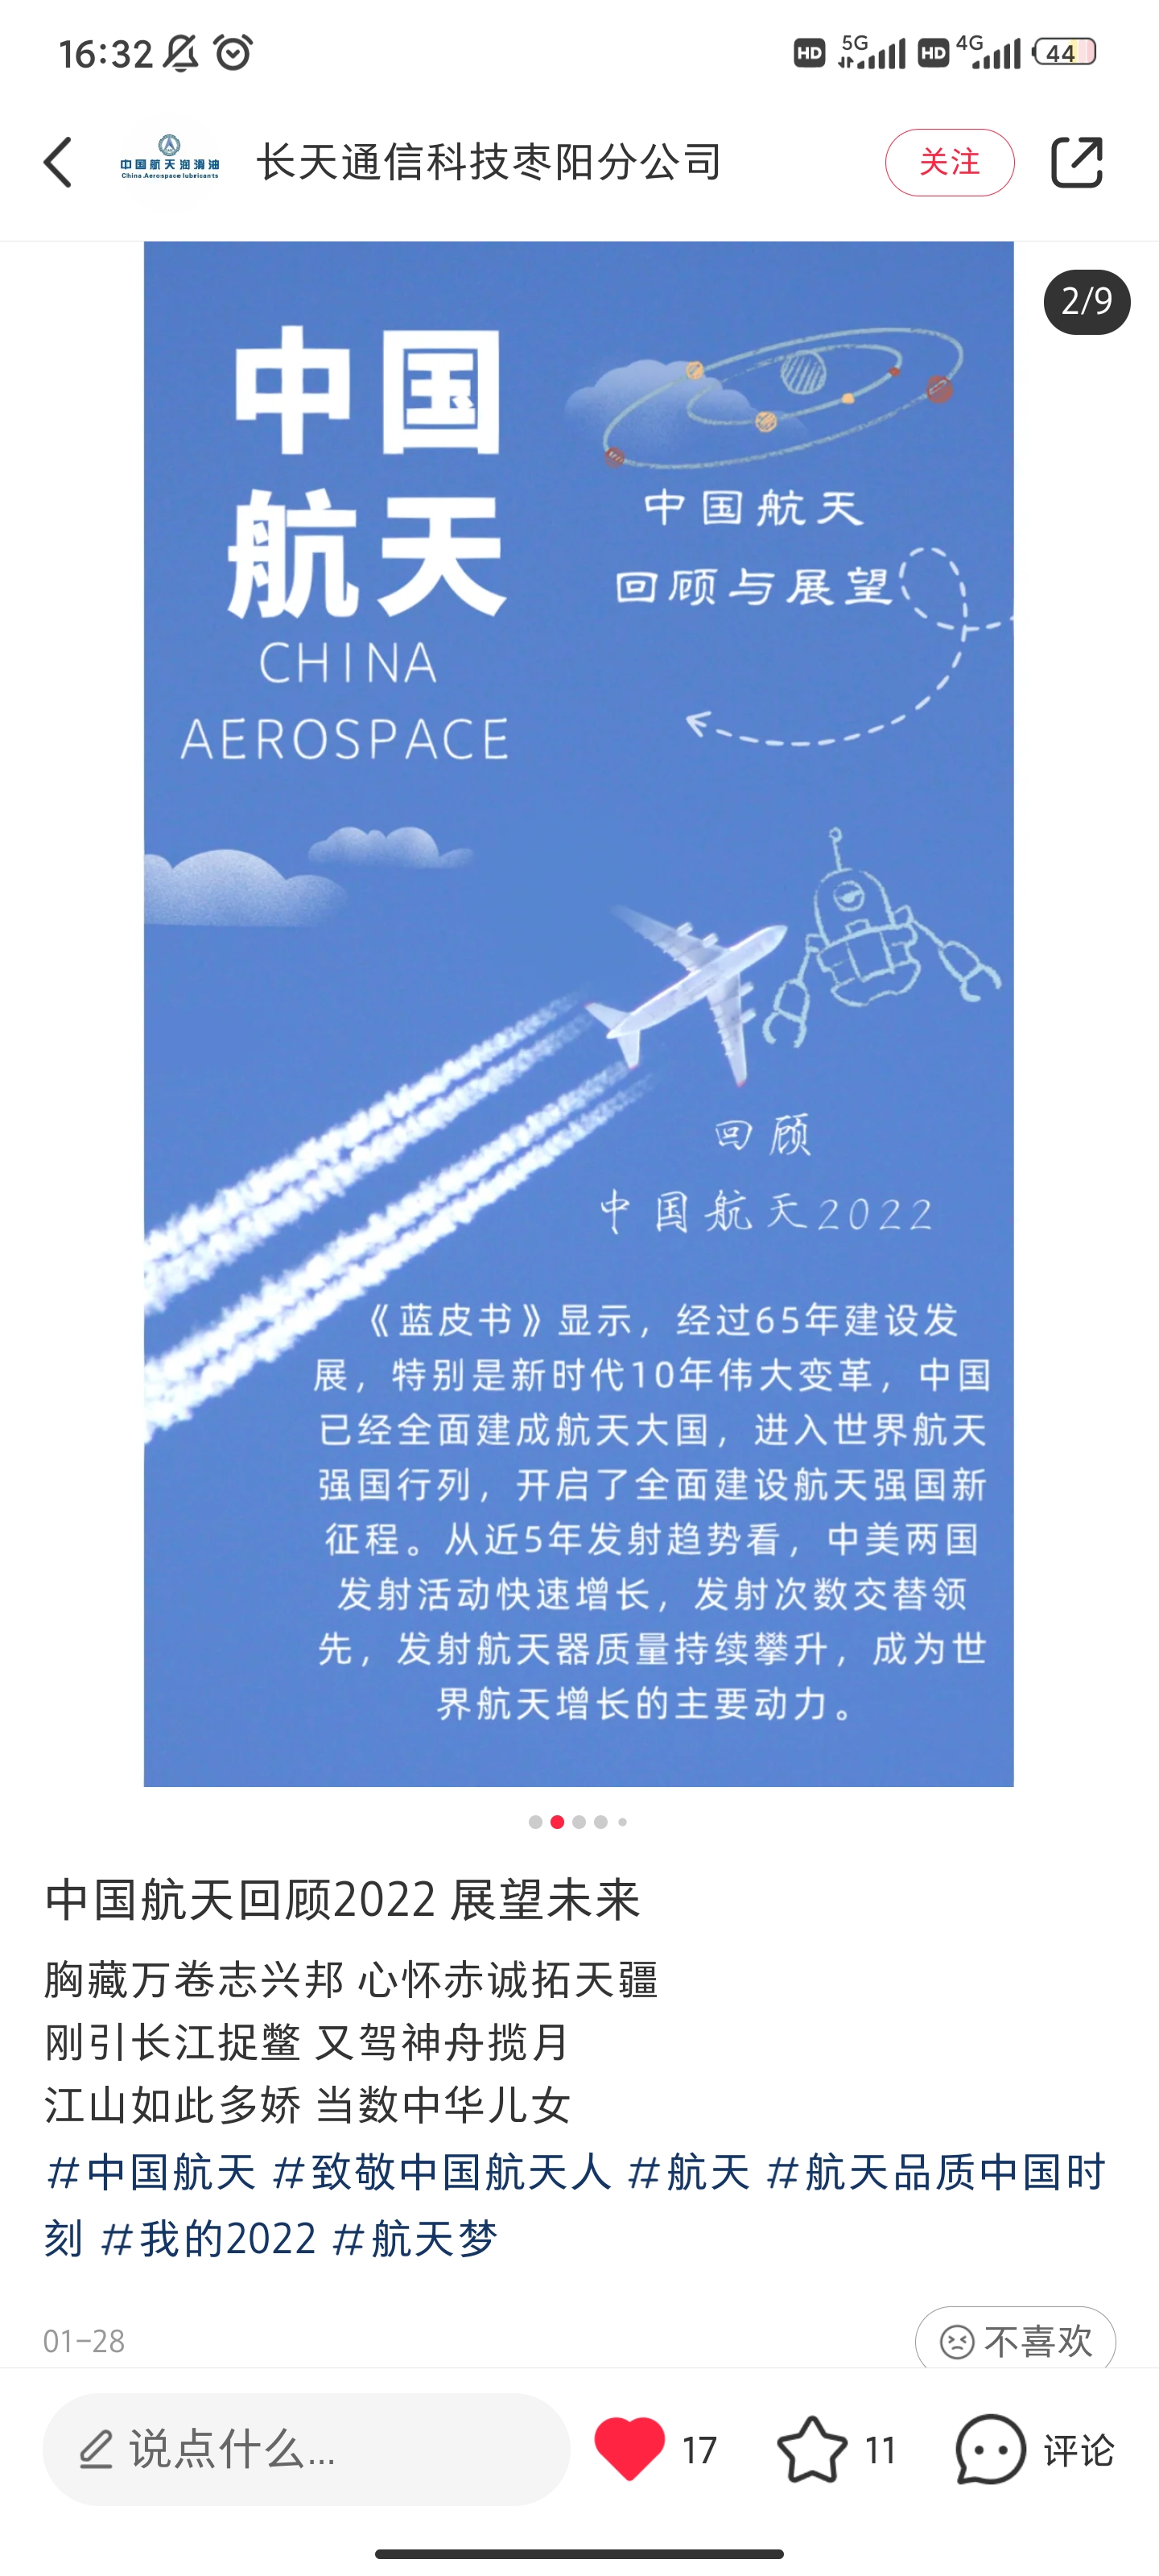 16:32
HD 5G HD 4G 44
中国航天润滑油
China Aerospace lubricants
长天通信科技枣阳分公司
关注
2/9
中国
航天
CHINA
AEROSPACE
中国航天
回顾与展望
回顾
中国航天2022
《蓝皮书》显示，经过65年建设发
展，特别是新时代10年伟大变革，中国
已经全面建成航天大国，进入世界航天
强国行列，开启了全面建设航天强国新
征程。从近5年发射趋势看，中美两国
发射活动快速增长，发射次数交替领
先，发射航天器质量持续攀升，成为世
界航天增长的主要动力。
中国航天回顾2022 展望未来
胸藏万卷志兴邦 心怀赤诚拓天疆
刚引长江捉鳖 又驾神舟揽月
江山如此多娇 当数中华儿女
#中国航天 #致敬中国航天人 #航天 #航天品质中国时
刻 #我的2022 #航天梦
01-28
不喜欢
说点什么...
17
11
评论